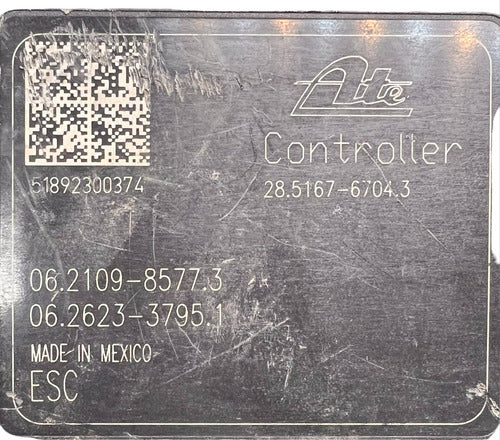 Ate
Controller
51892300374
28.5167-6704.3
06.2109-8577.3
06.2623-3795.1
MADE IN MEXICO
ESC